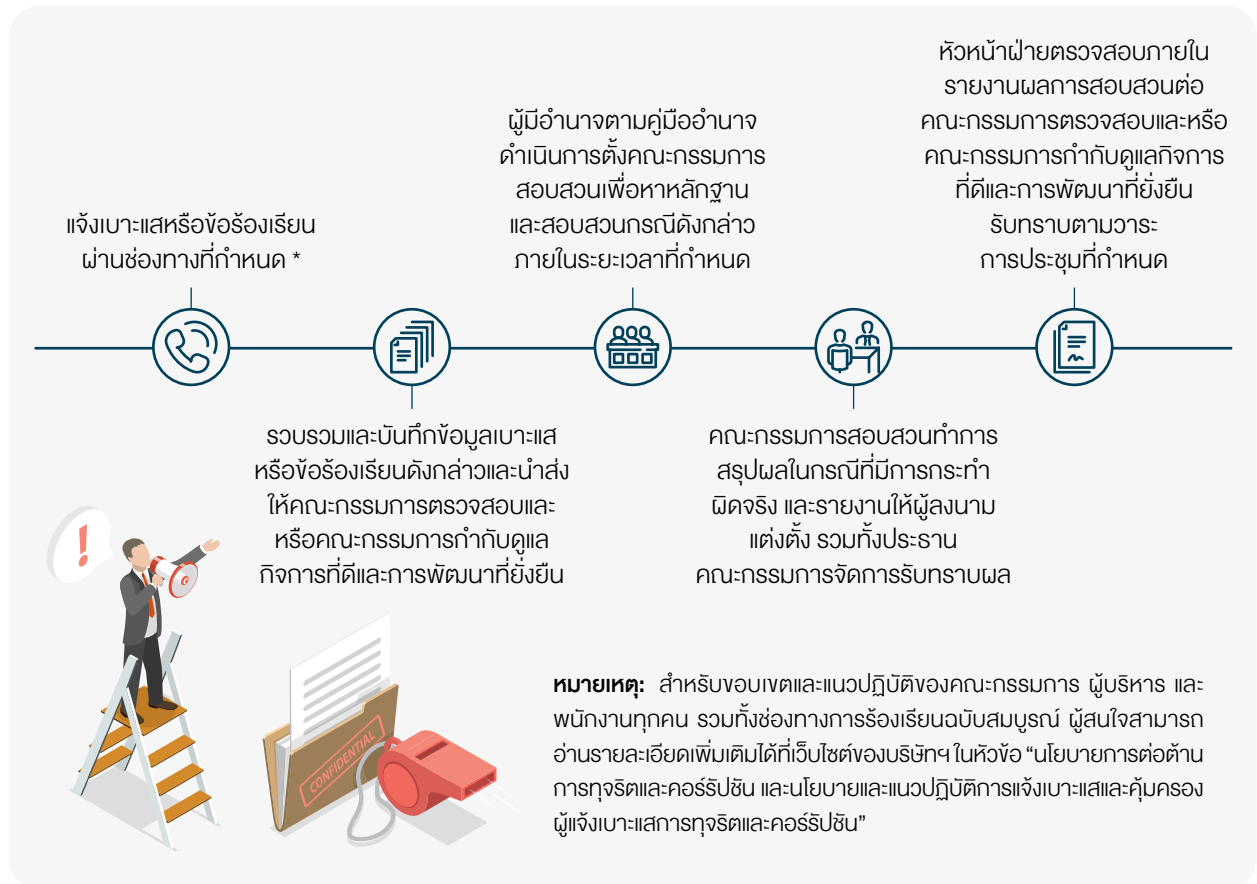 แจ้งเบาะแสหรือข้อร้องเรียน
ผ่านช่องทางที่กำหนด *
รวบรวมและบันทึกข้อมูลเบาะแส
หรือข้อร้องเรียนดังกล่าวและนำส่ง
ให้คณะกรรมการตรวจสอบและ
หรือคณะกรรมการกำกับดูแล
กิจการที่ดีและการพัฒนาที่ยั่งยืน
ผู้มีอำนาจตามคู่มืออำนาจ
ดำเนินการตั้งคณะกรรมการ
สอบสวนเพื่อหาหลักฐาน
และสอบสวนกรณีดังกล่าว
ภายในระยะเวลาที่กำหนด
คณะกรรมการสอบสวนทำการ
สรุปผลในกรณีที่มีการกระทำ
ผิดจริง และรายงานให้ผู้ลงนาม
แต่งตั้ง รวมทั้งประธาน
คณะกรรมการจัดการรับทราบผล
หัวหน้าฝ่ายตรวจสอบภายใน
รายงานผลการสอบสวนต่อ
คณะกรรมการตรวจสอบและหรือ
คณะกรรมการกำกับดูแลกิจการ
ที่ดีและการพัฒนาที่ยั่งยืน
รับทราบตามวาระ
การประชุมที่กำหนด
CONFIDENTIAL
หมายเหตุ: สำหรับขอบเขตและแนวปฏิบัติของคณะกรรมการ ผู้บริหาร และ
พนักงานทุกคน รวมทั้งช่องทางการร้องเรียนฉบับสมบูรณ์ ผู้สนใจสามารถ
อ่านรายละเอียดเพิ่มเติมได้ที่เว็บไซต์ของบริษัทฯ ในหัวข้อ “นโยบายการต่อต้าน
การทุจริตและคอร์รัปชัน และนโยบายและแนวปฏิบัติการแจ้งเบาะแสและคุ้มครอง
ผู้แจ้งเบาะแสการทุจริตและคอร์รัปชัน”